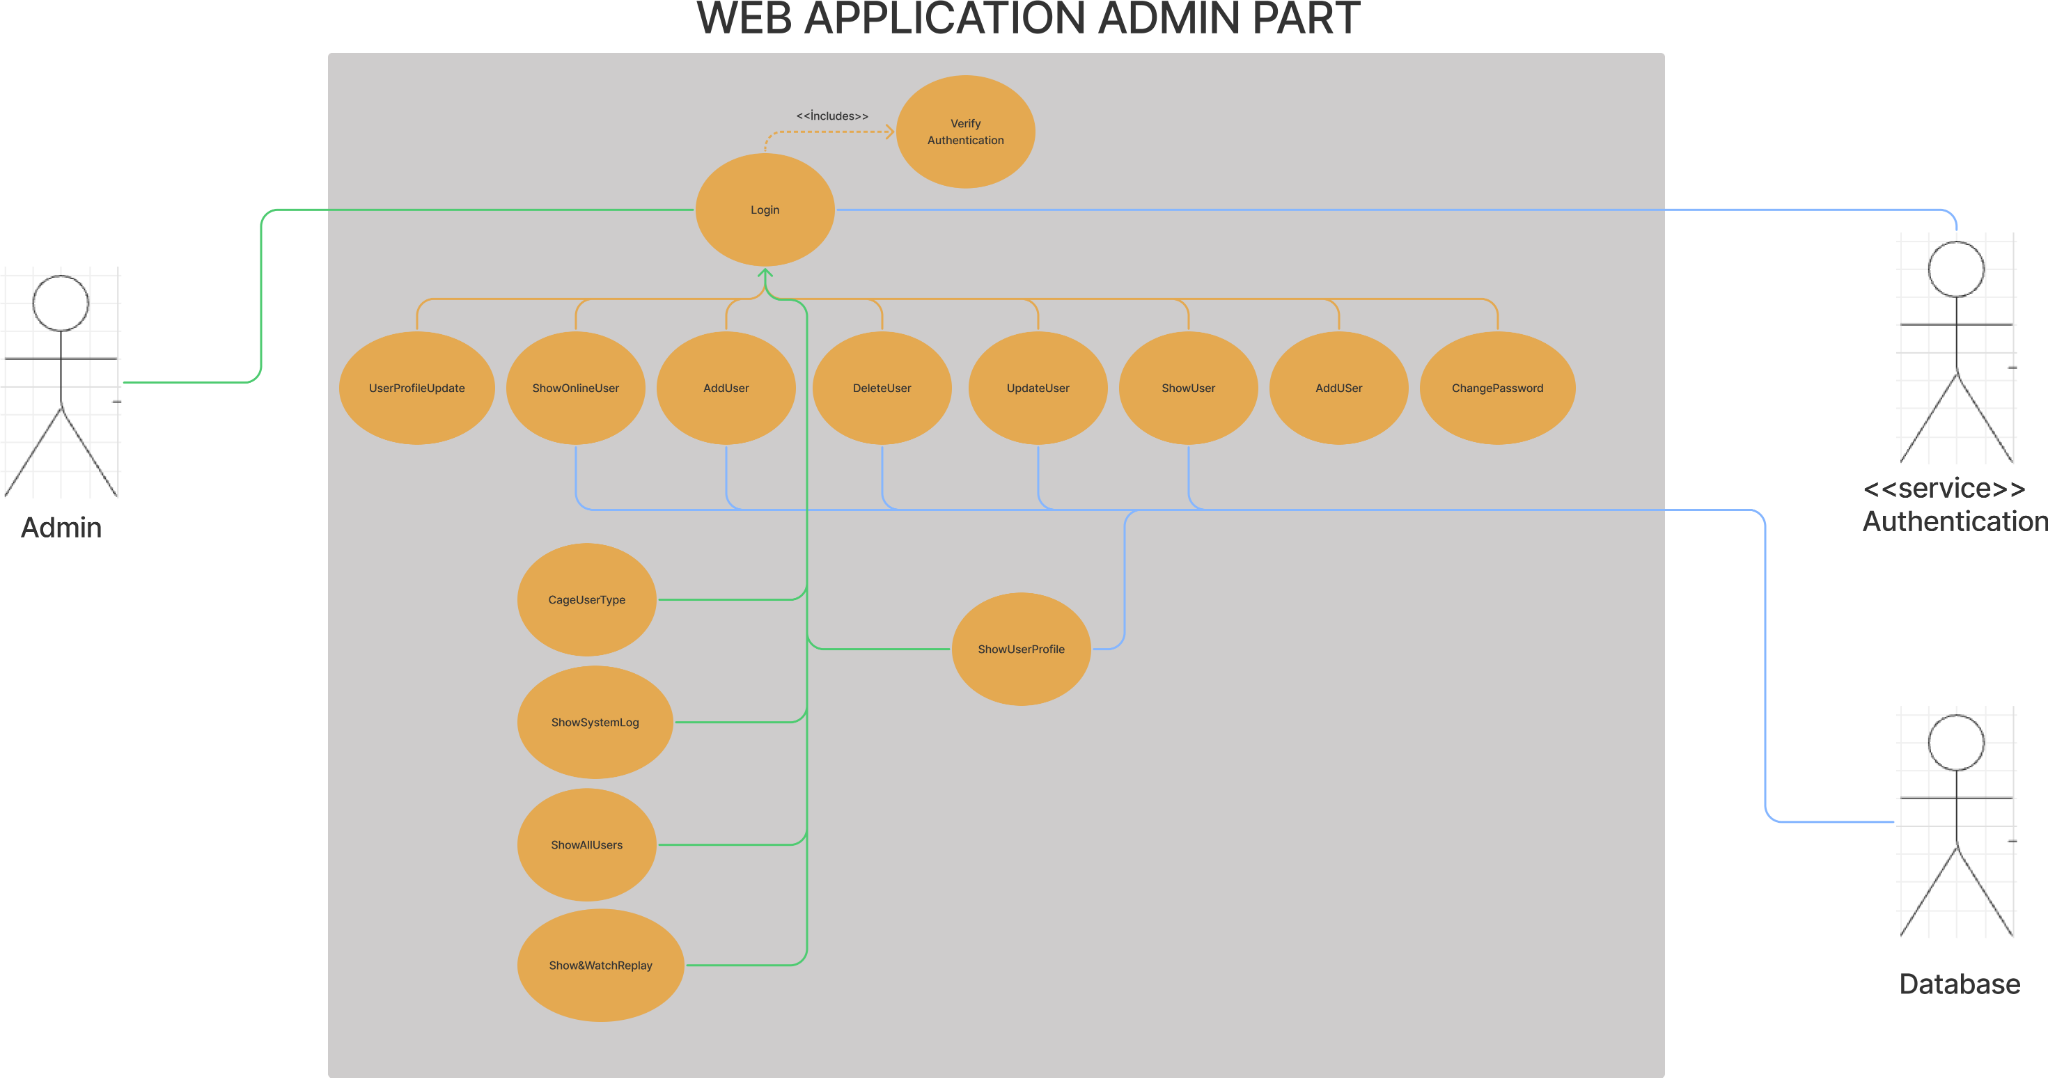 WEB APPLICATION ADMIN PART
<<İncludes>>
Verify
Authentication
Login
UserProfileUpdate
ShowOnlineUser
AddUser
DeleteUser
UpdateUser
ShowUser
AddUSer
ChangePassword
<<service>>
Authentication
Admin
CageUserType
ShowUserProfile
ShowSystemLog
ShowAllUsers
Show&WatchReplay
Database